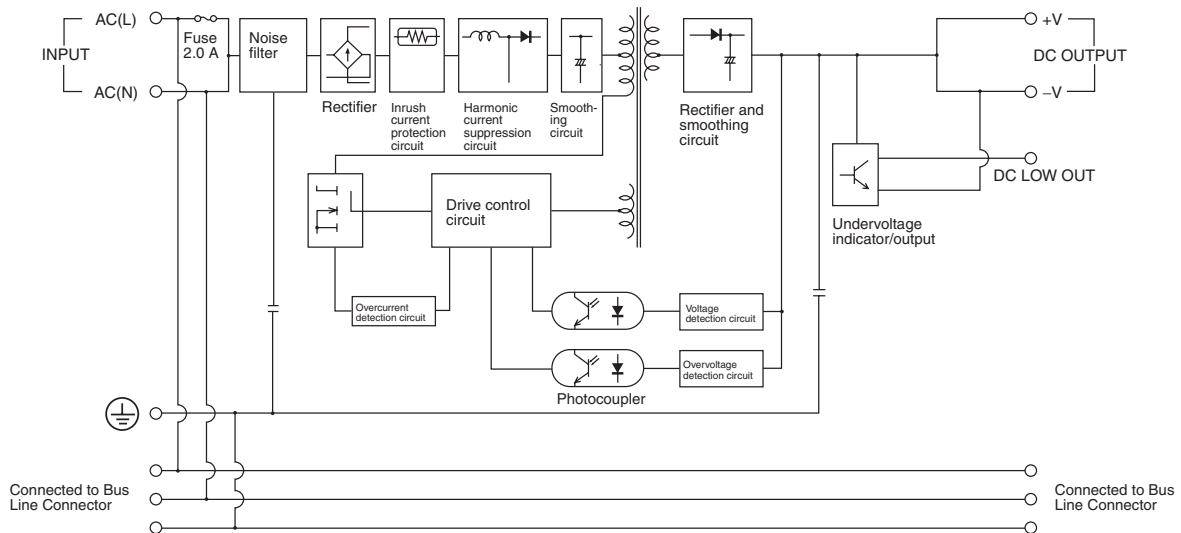 AC(L)
INPUT
AC(N)
Fuse
2.0 A
Noise
filter
Rectifier
Inrush
current
protection
circuit
Harmonic
current
suppression
circuit
Smooth-
ing
circuit
Rectifier and
smoothing
circuit
+V
DC OUTPUT
–V
DC LOW OUT
Undervoltage
indicator/output
Drive control
circuit
Overcurrent
detection circuit
Voltage
detection circuit
Overvoltage
detection circuit
Photocoupler
Connected to Bus
Line Connector
Connected to Bus
Line Connector